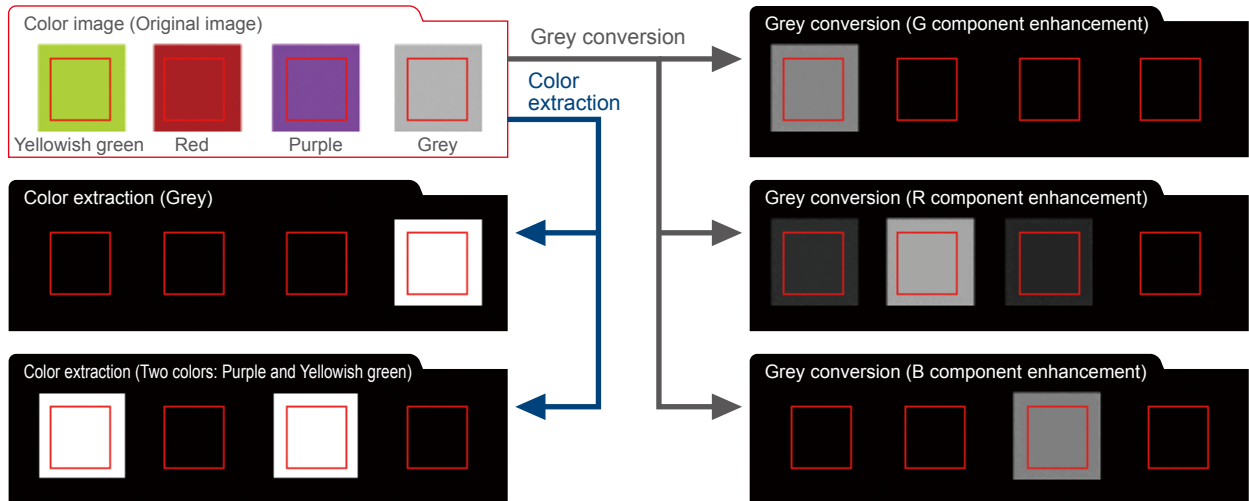 Color image (Original image)
Yellowish green
Red
Purple
Grey
Grey conversion
Color
extraction
Grey conversion (G component enhancement)
Color extraction (Grey)
Grey conversion (R component enhancement)
Color extraction (Two colors: Purple and Yellowish green)
Grey conversion (B component enhancement)